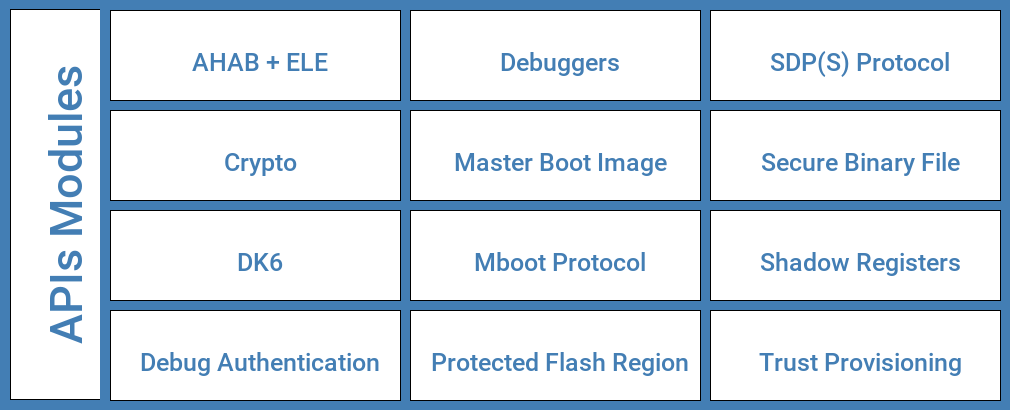 APIs Modules
AHAB + ELE
Debuggers
SDP(S) Protocol
Crypto
Master Boot Image
Secure Binary File
DK6
Mboot Protocol
Shadow Registers
Debug Authentication
Protected Flash Region
Trust Provisioning